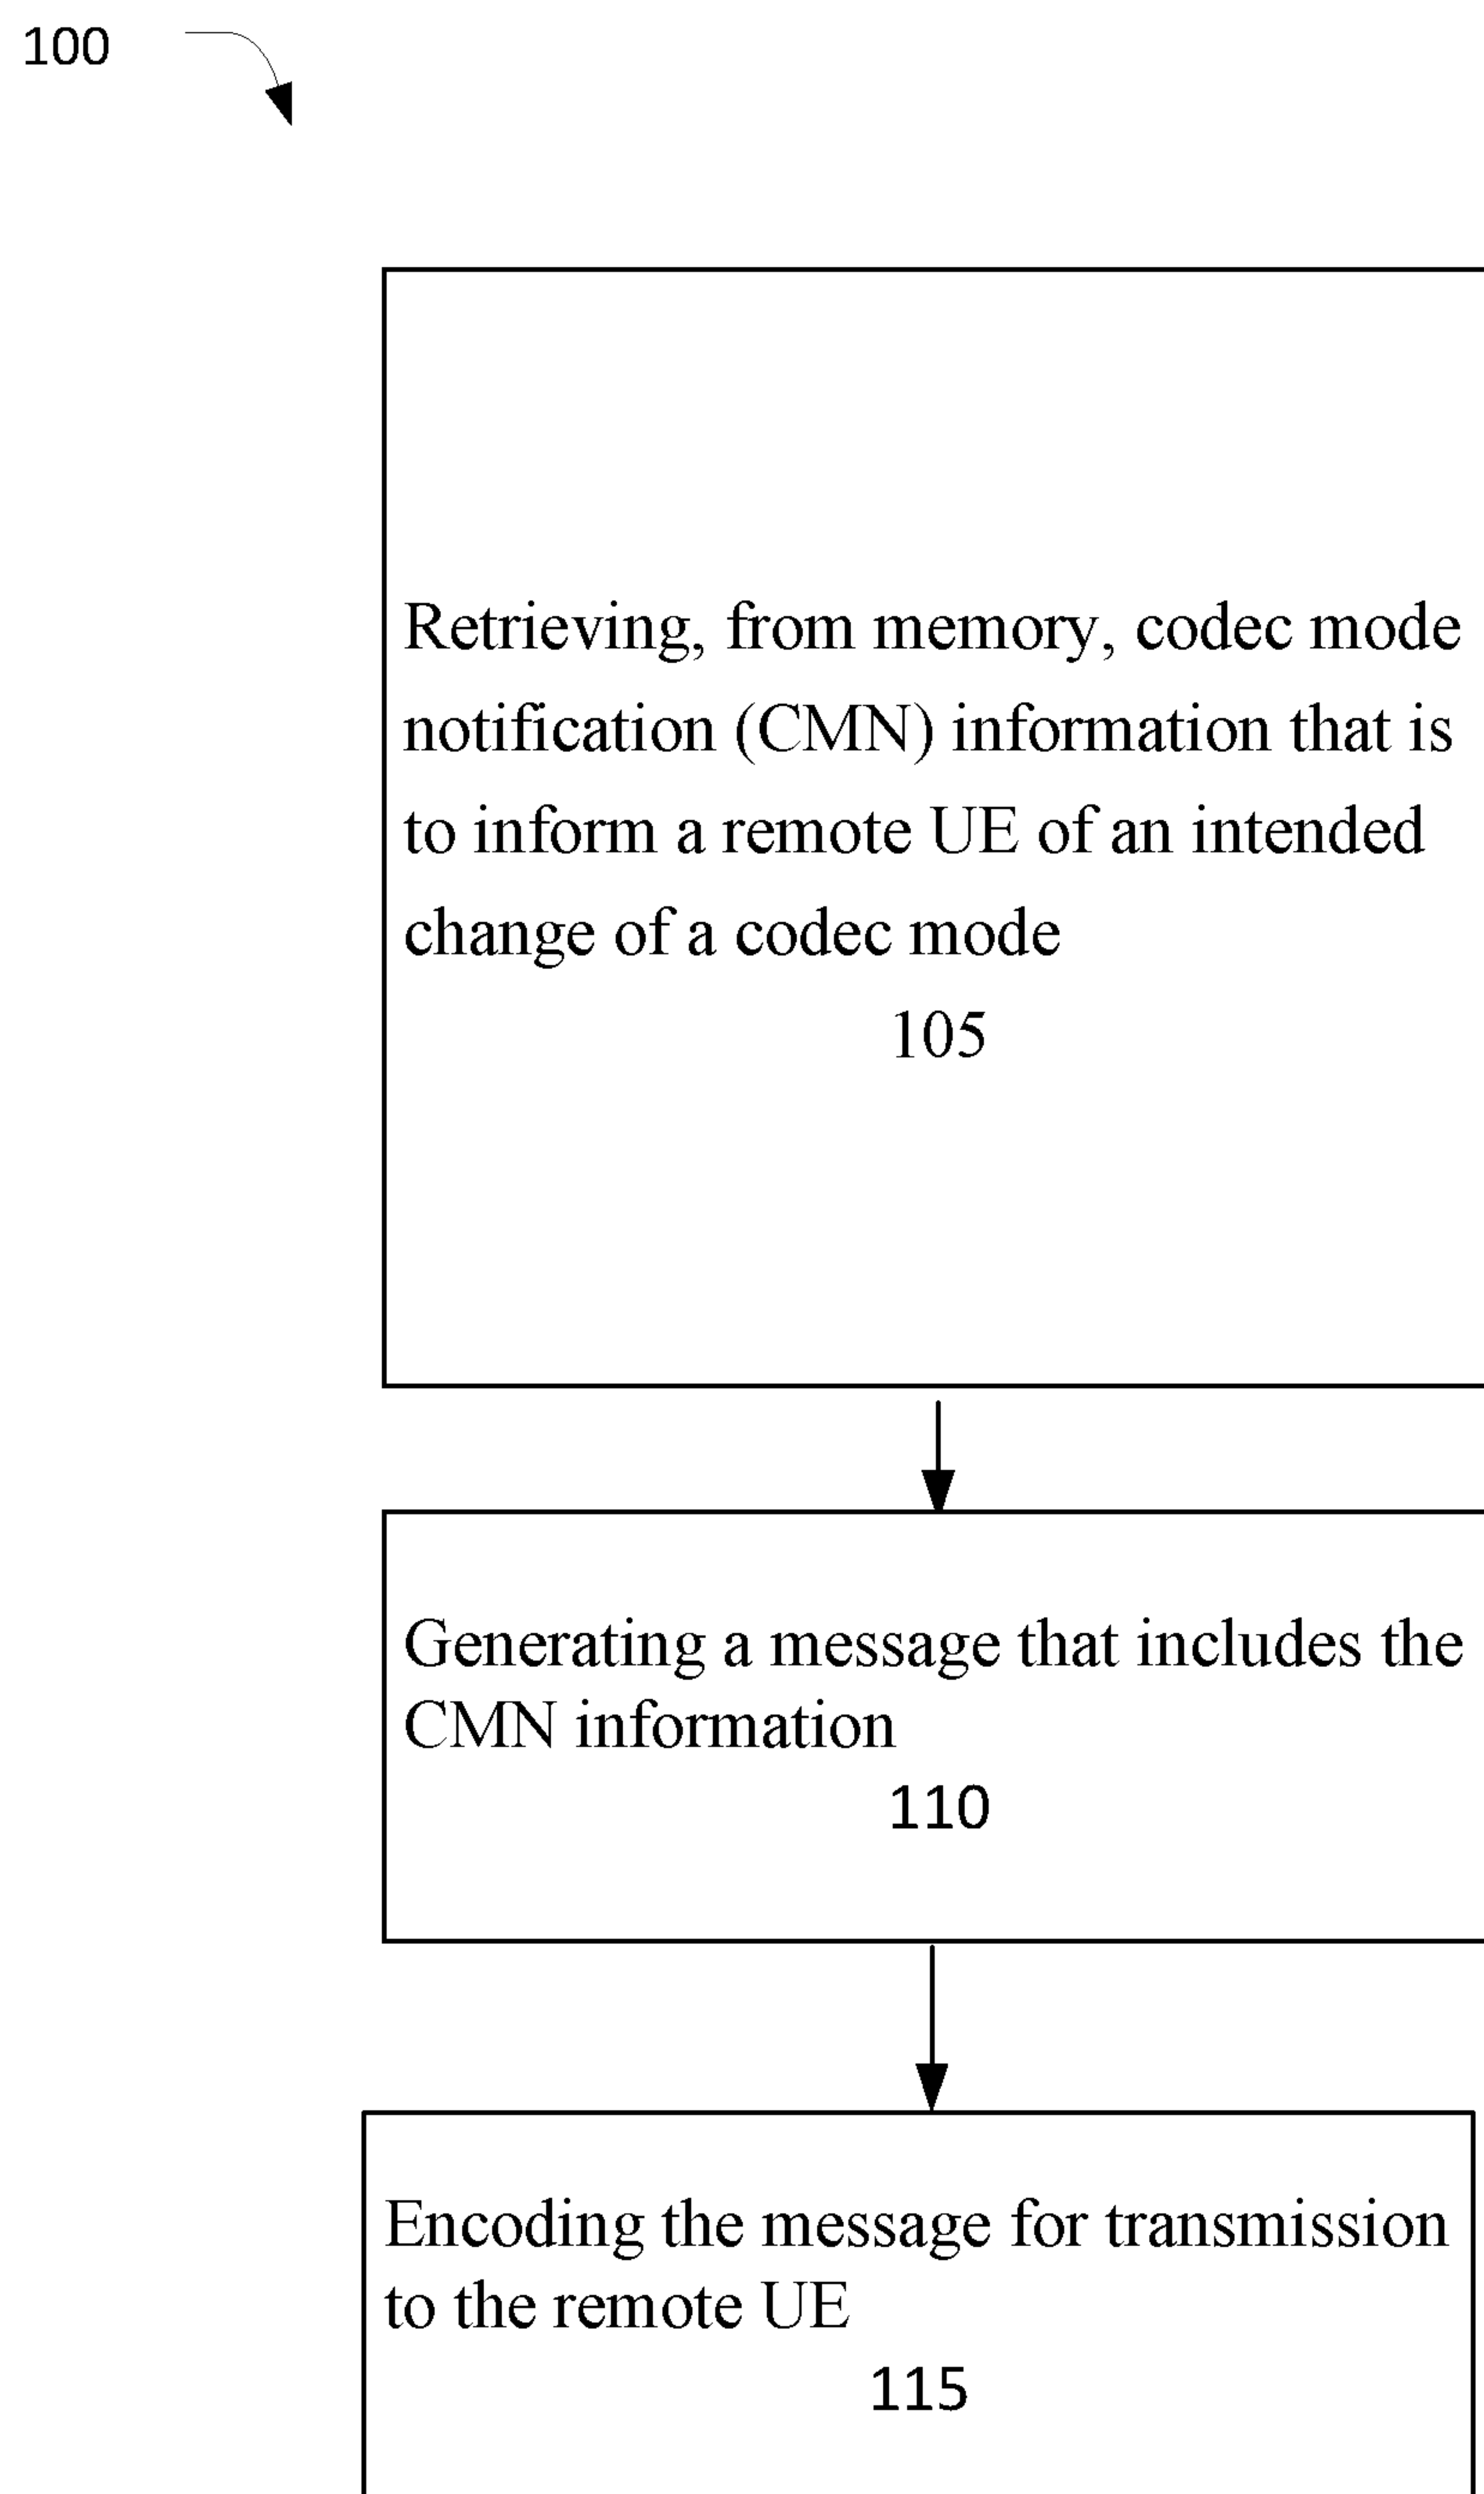 100
Retrieving, from memory, codec mode
notification (CMN) information that is
to inform a remote UE of an intended
change of a codec mode
105
Generating a message that includes the
CMN information
110
Encoding the message for transmission
to the remote UE
115